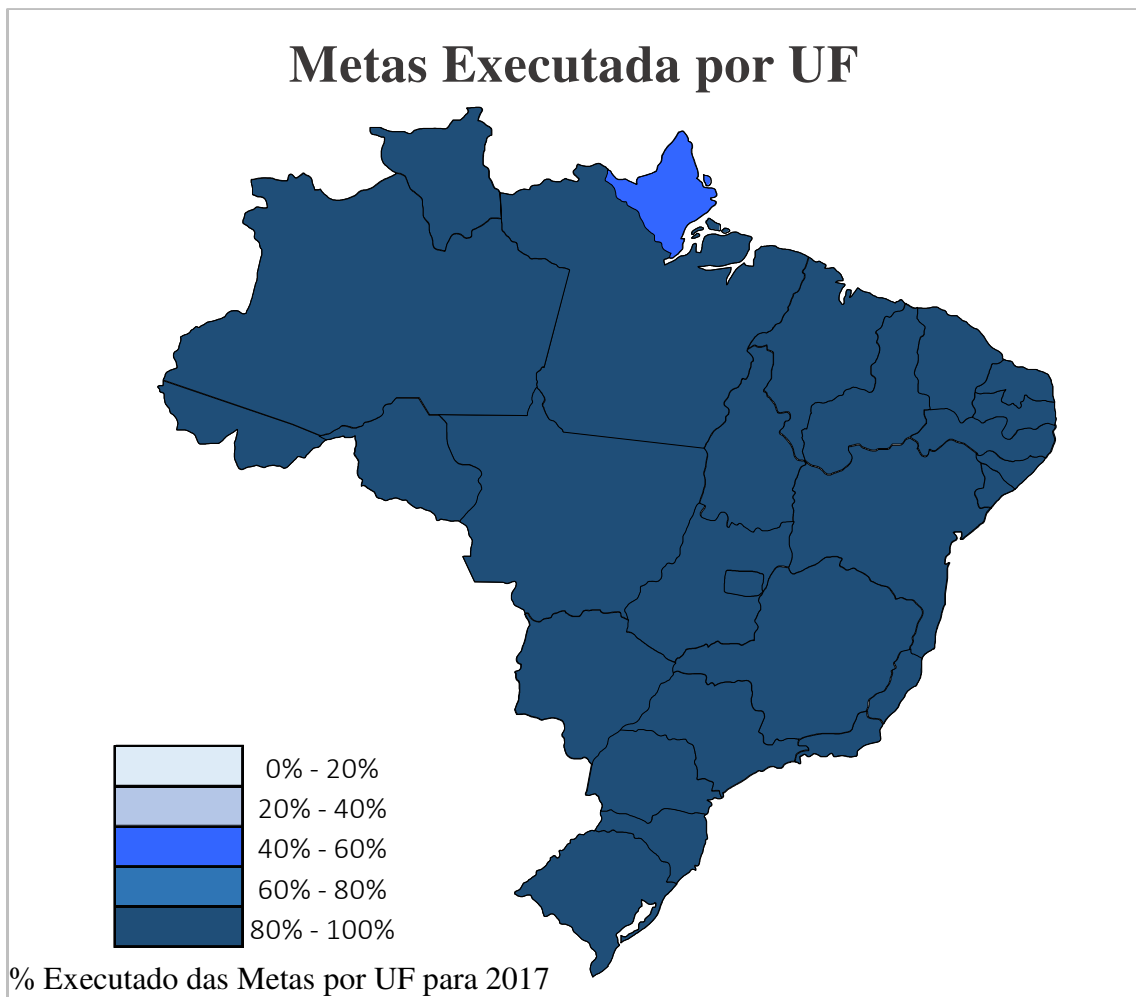 Metas Executada por UF
0% - 20%
20% - 40%
40% - 60%
60% - 80%
80% - 100%
% Executado das Metas por UF para 2017